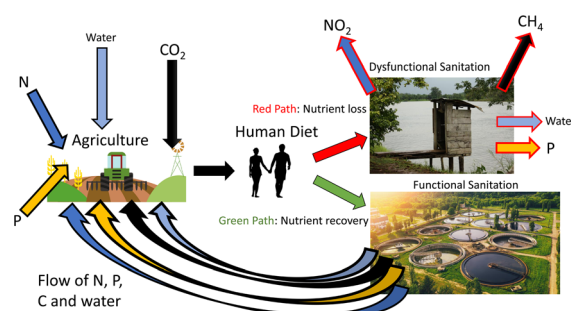 NO2
CH4
CO2
Water
N
Dysfunctional Sanitation
Agriculture
Red Path: Nutrient loss
Human Diet
Wate
P
Functional Sanitation
P
Green Path: Nutrient recovery
Flow of N, P,
C and water